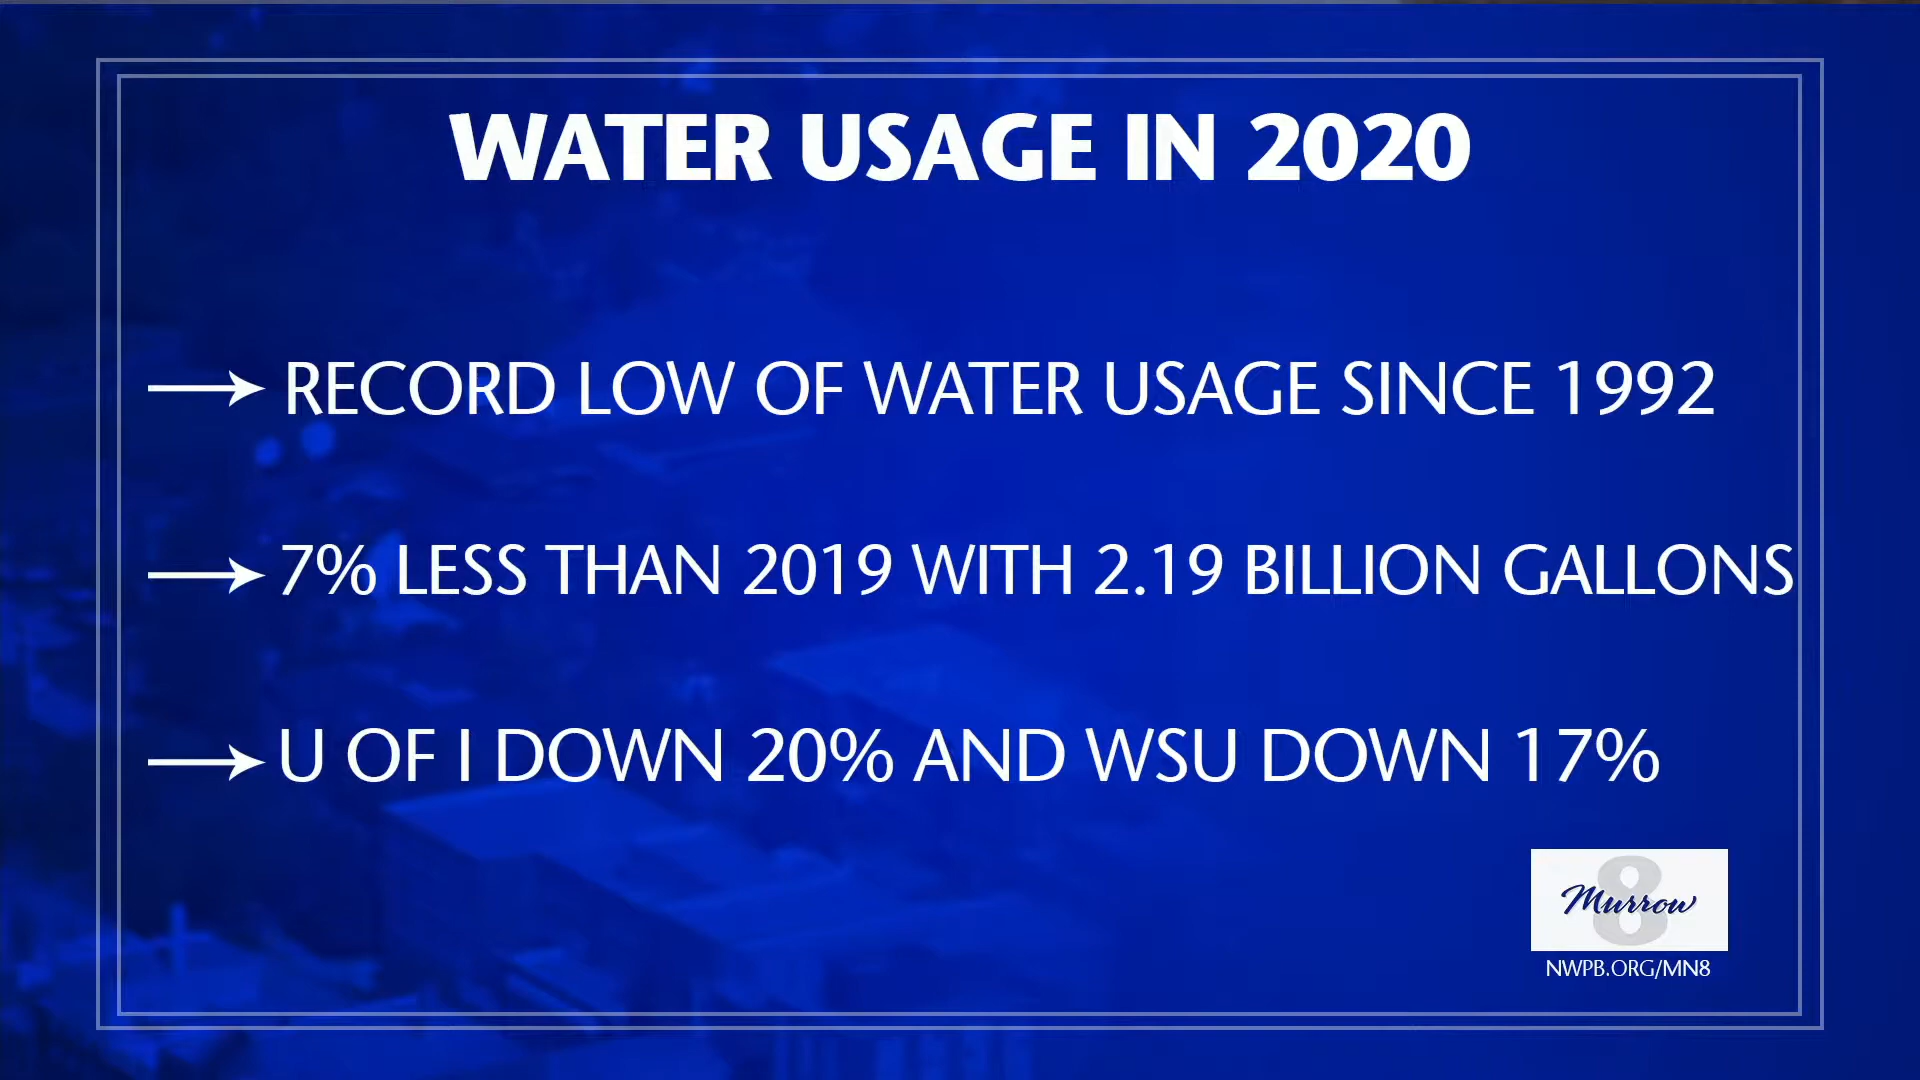 WATER USAGE IN 2020
RECORD LOW OF WATER USAGE SINCE 1992
7% LESS THAN 2019 WITH 2.19 BILLION GALLONS
U OF I DOWN 20% AND WSU DOWN 17%
8
Murrow
NWPB.ORG/MN8